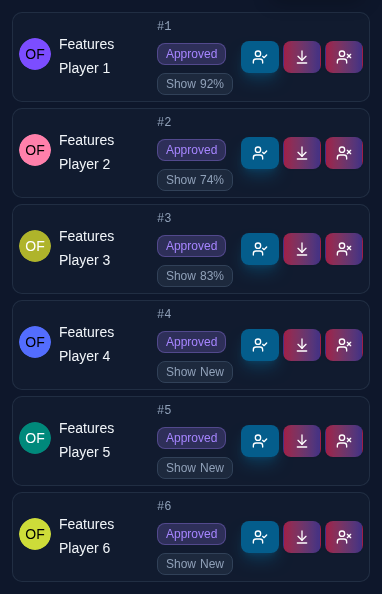 #1
OF Features Player 1
Approved
Show 92%
#2
OF Features Player 2
Approved
Show 74%
#3
OF Features Player 3
Approved
Show 83%
#4
OF Features Player 4
Approved
Show New
#5
OF Features Player 5
Approved
Show New
#6
OF Features Player 6
Approved
Show New